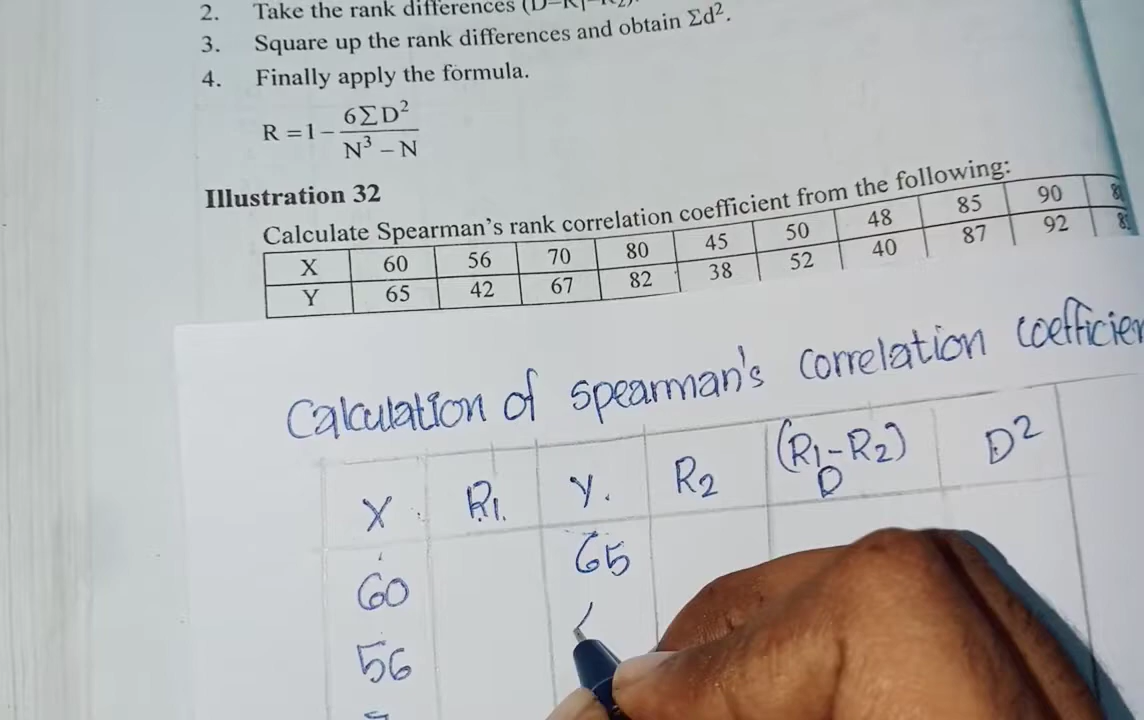 2. Take the rank differences
3. Square up the rank differences and obtain Σd².
4. Finally apply the formula.
R = 1 - 6ΣD² / N³ - N
Illustration 32
Calculate Spearman's rank correlation coefficient from the following:
X 60 56 70 80 45 50 48 85 90
Y 65 42 67 82 38 52 40 87 92
Calculation of spearman's correlation
X R1. Y. R2 (R1-R2) D D²
60 65
56